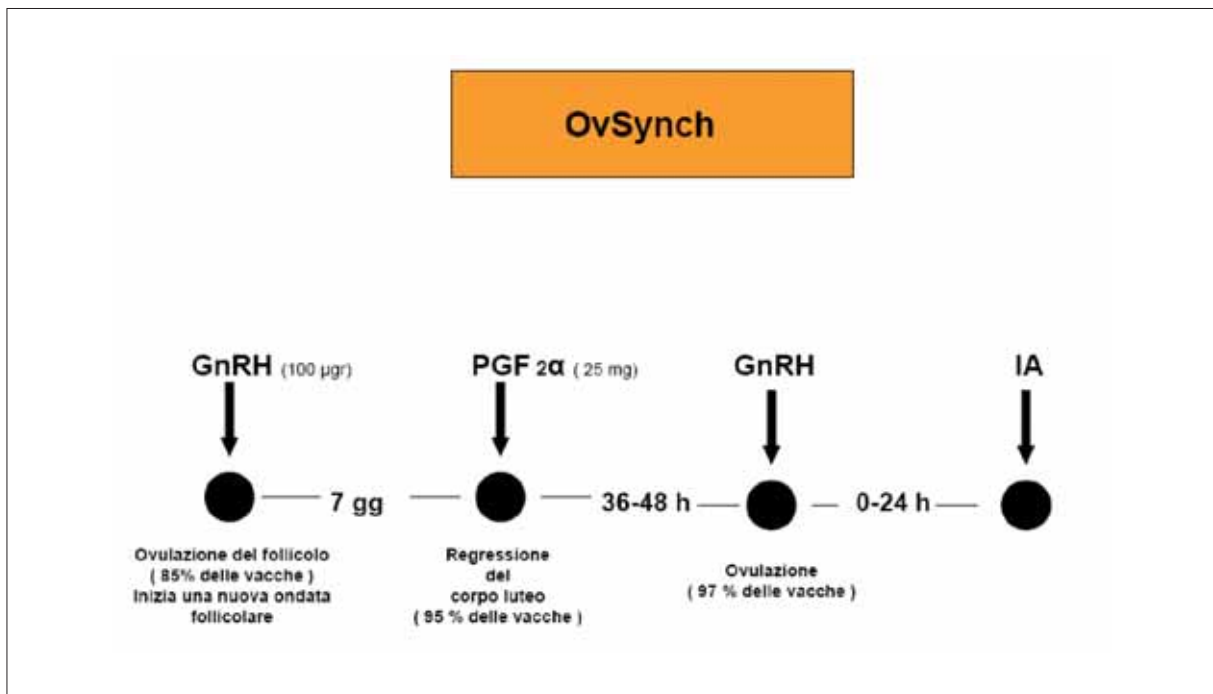 OvSynch
GnRH (100 µgr)
PGF 2α ( 25 mg)
GnRH
IA
7 gg
36-48 h
0-24 h
Ovulazione del follicolo
( 85% delle vacche )
Inizia una nuova ondata
follicolare
Regressione
del
corpo luteo
( 95 % delle vacche )
Ovulazione
( 97 % delle vacche )